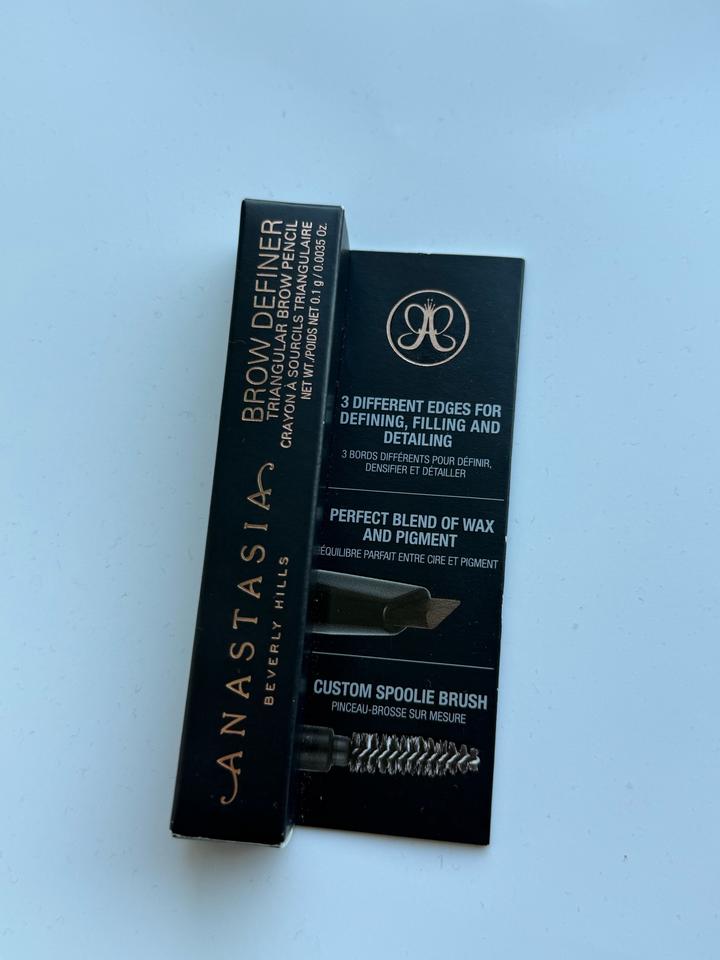 ANASTASIA
BEVERLY HILLS
BROW DEFINER
TRIANGULAR BROW PENCIL
CRAYON À SOURCILS TRIANGULAIRE
NET WT./POIDS NET 0.1 g / 0.0035 Oz.
3 DIFFERENT EDGES FOR
DEFINING, FILLING AND
DETAILING
3 BORDS DIFFÉRENTS POUR DÉFINIR,
DENSIFIER ET DÉTAILLER
PERFECT BLEND OF WAX
AND PIGMENT
ÉQUILIBRE PARFAIT ENTRE CIRE ET PIGMENT
CUSTOM SPOOLIE BRUSH
PINCEAU-BROSSE SUR MESURE